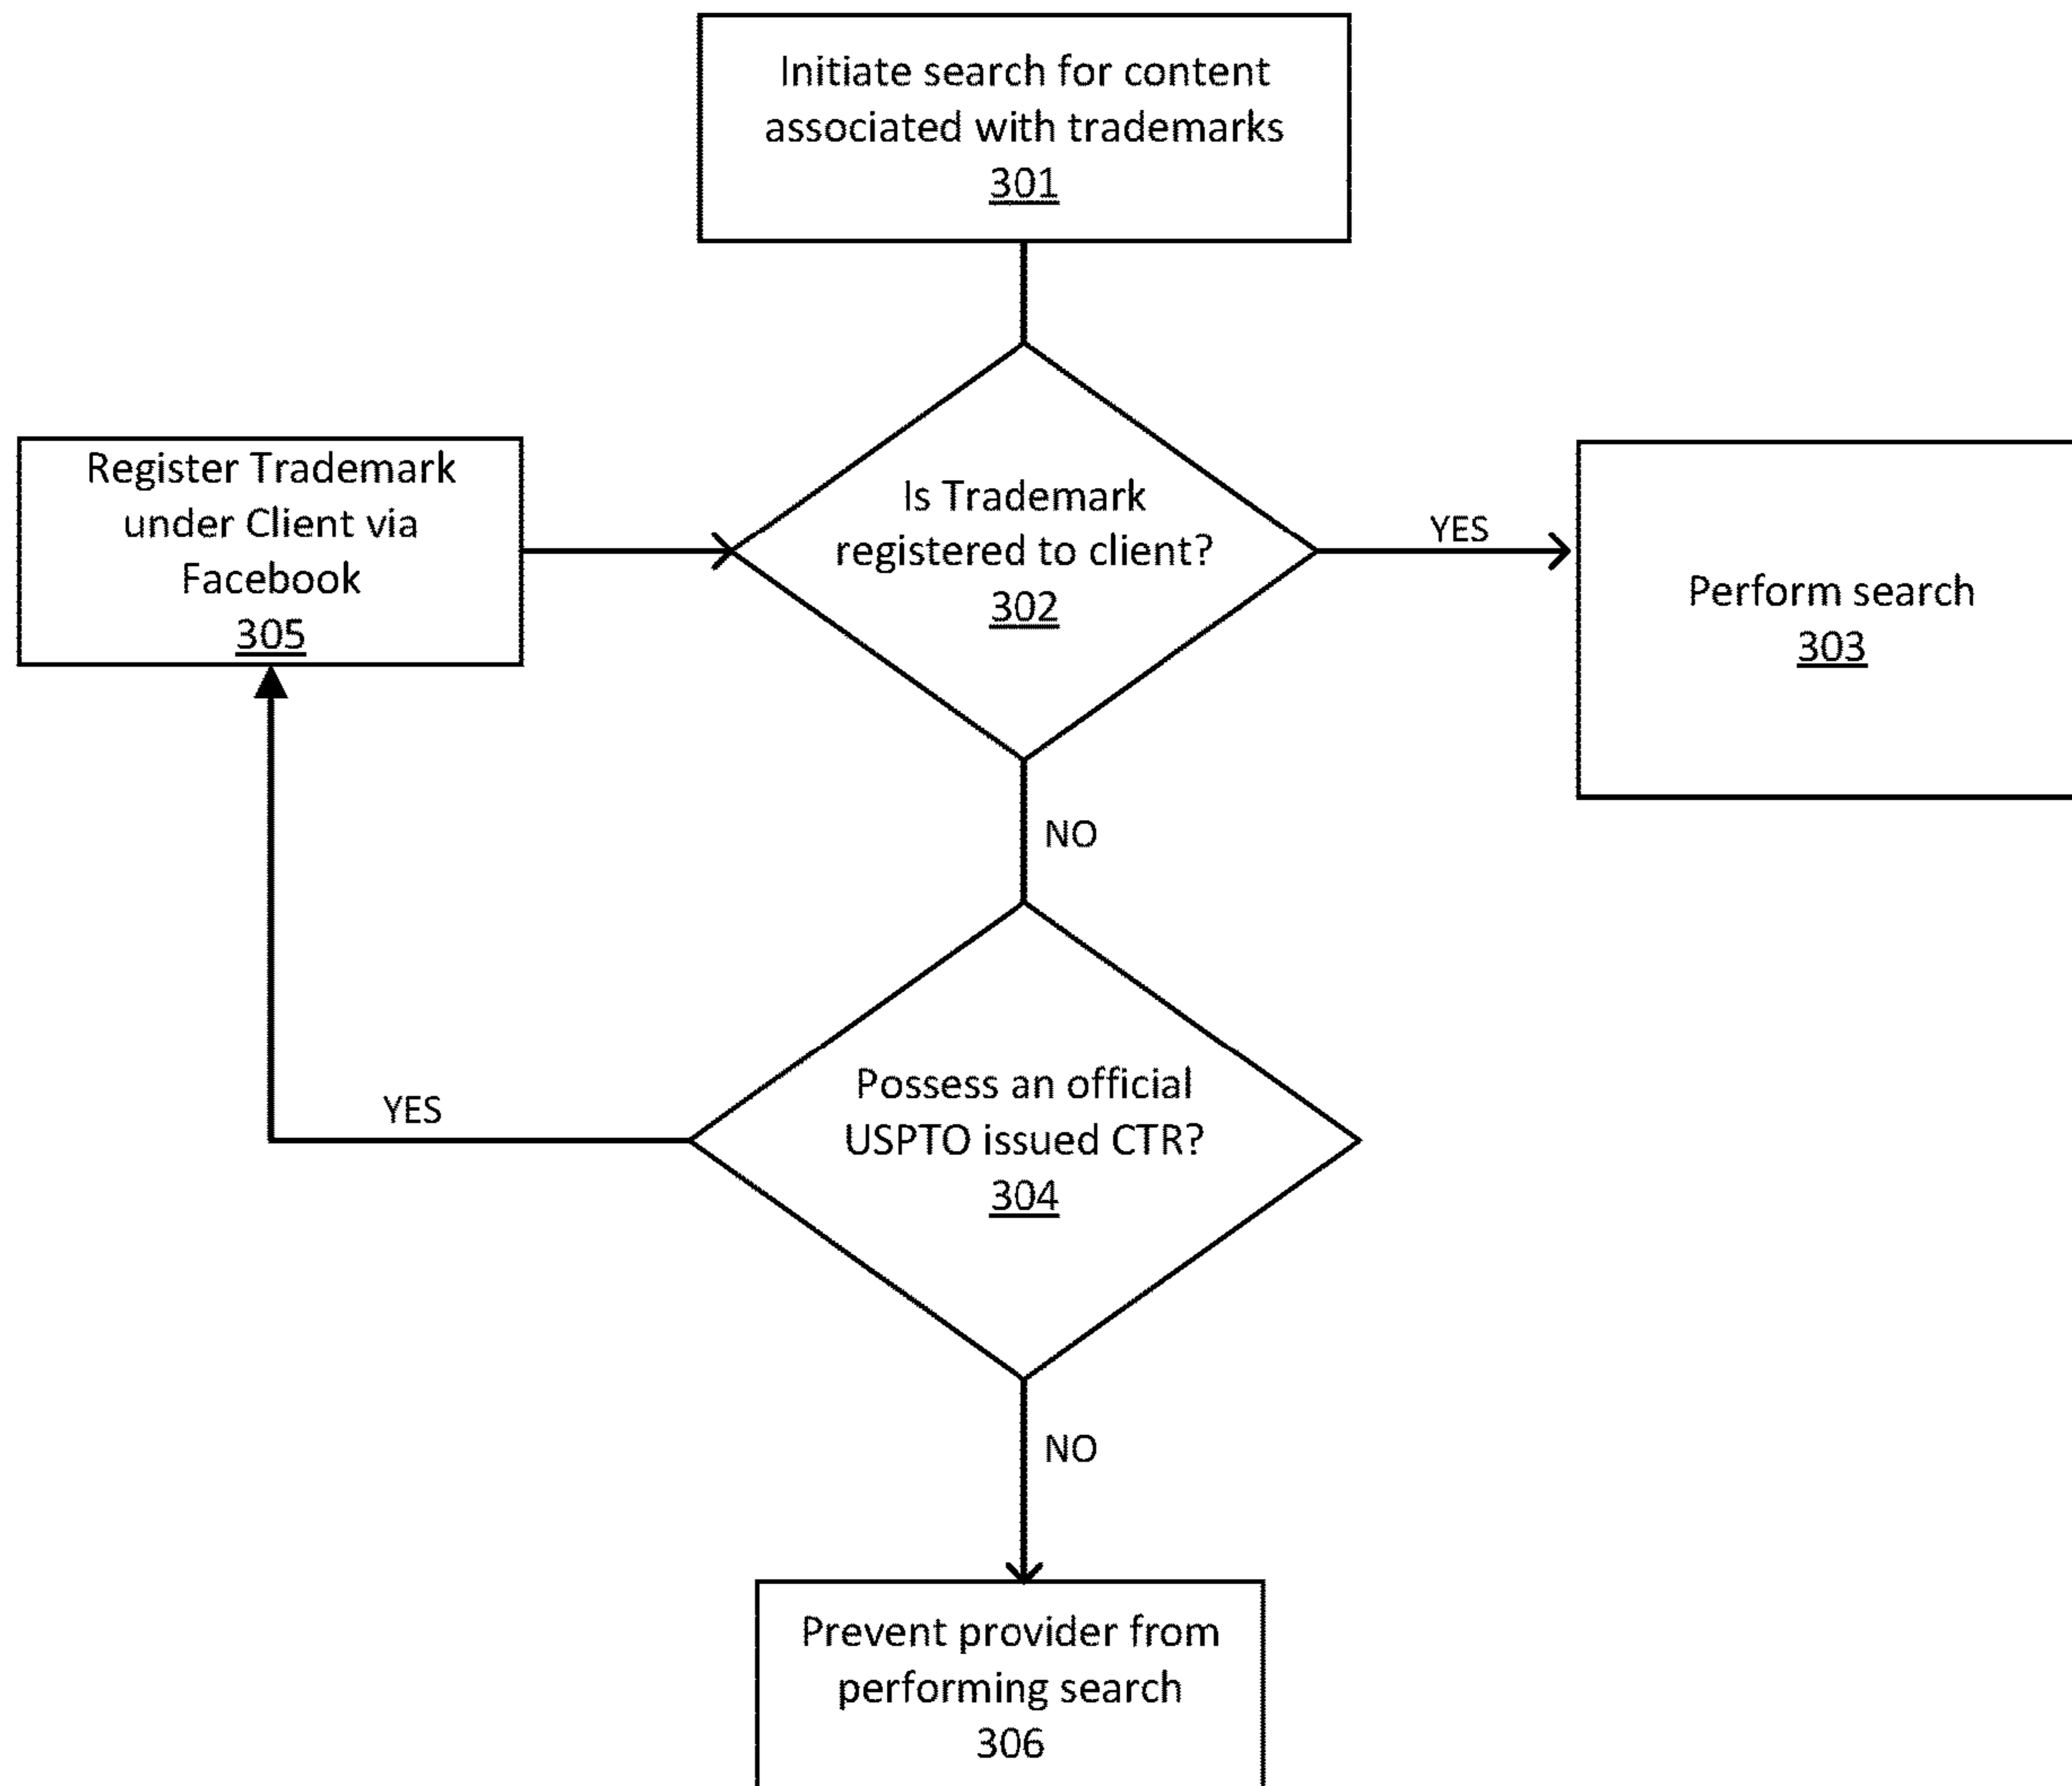 Initiate search for content
associated with trademarks
301
Register Trademark
under Client via
Facebook
305
Is Trademark
registered to client?
302
YES
Perform search
303
NO
Possess an official
USPTO issued CTR?
304
YES
NO
Prevent provider from
performing search
306